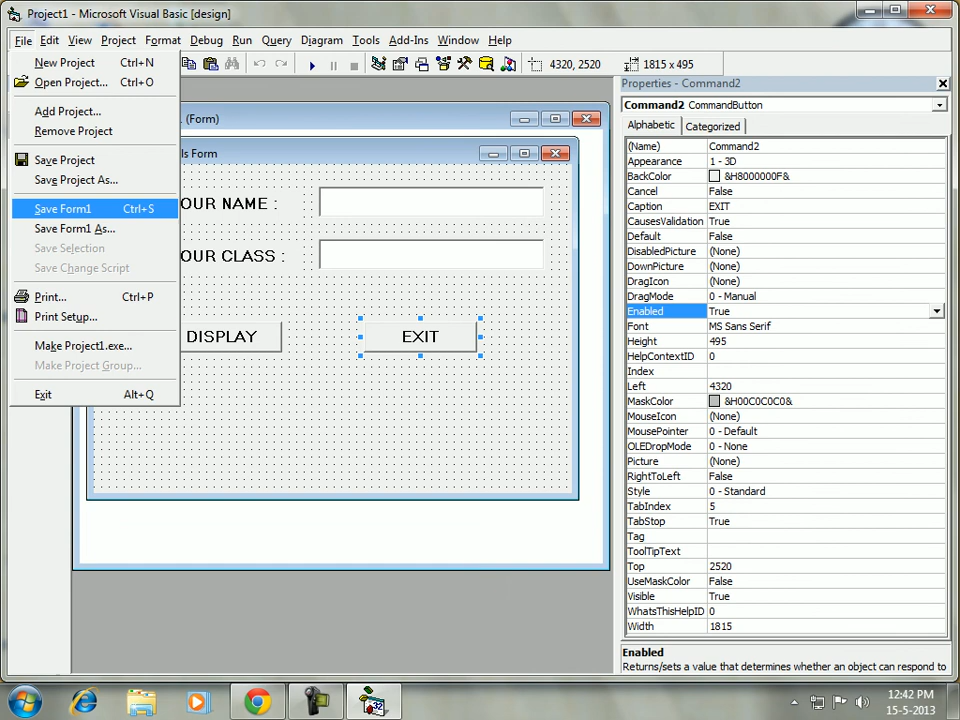 Project1 - Microsoft Visual Basic [design]
File Edit View Project Format Debug Run Query Diagram Tools Add-Ins Window Help
4320, 2520 1815 x 495
New Project Ctrl+N
Open Project... Ctrl+O
Add Project...
Remove Project
Save Project
Save Project As...
Save Form1 Ctrl+S
Save Form1 As...
Save Selection
Save Change Script
Print... Ctrl+P
Print Setup...
Make Project1.exe...
Make Project Group...
Exit Alt+Q
(Form)
ls Form
OUR NAME :
OUR CLASS :
DISPLAY EXIT
Properties - Command2
Command2 CommandButton
Alphabetic Categorized
(Name) Command2
Appearance 1 - 3D
BackColor &H8000000F&
Cancel False
Caption EXIT
CausesValidation True
Default False
DisabledPicture (None)
DownPicture (None)
DragIcon (None)
DragMode 0 - Manual
Enabled True
Font MS Sans Serif
Height 495
HelpContextID 0
Index
Left 4320
MaskColor &H00C0C0C0&
MouseIcon (None)
MousePointer 0 - Default
OLEDropMode 0 - None
Picture (None)
RightToLeft False
Style 0 - Standard
TabIndex 5
TabStop True
Tag
ToolTipText
Top 2520
UseMaskColor False
Visible True
WhatsThisHelpID 0
Width 1815
Enabled
Returns/sets a value that determines whether an object can respond to
32
12:42 PM
15-5-2013